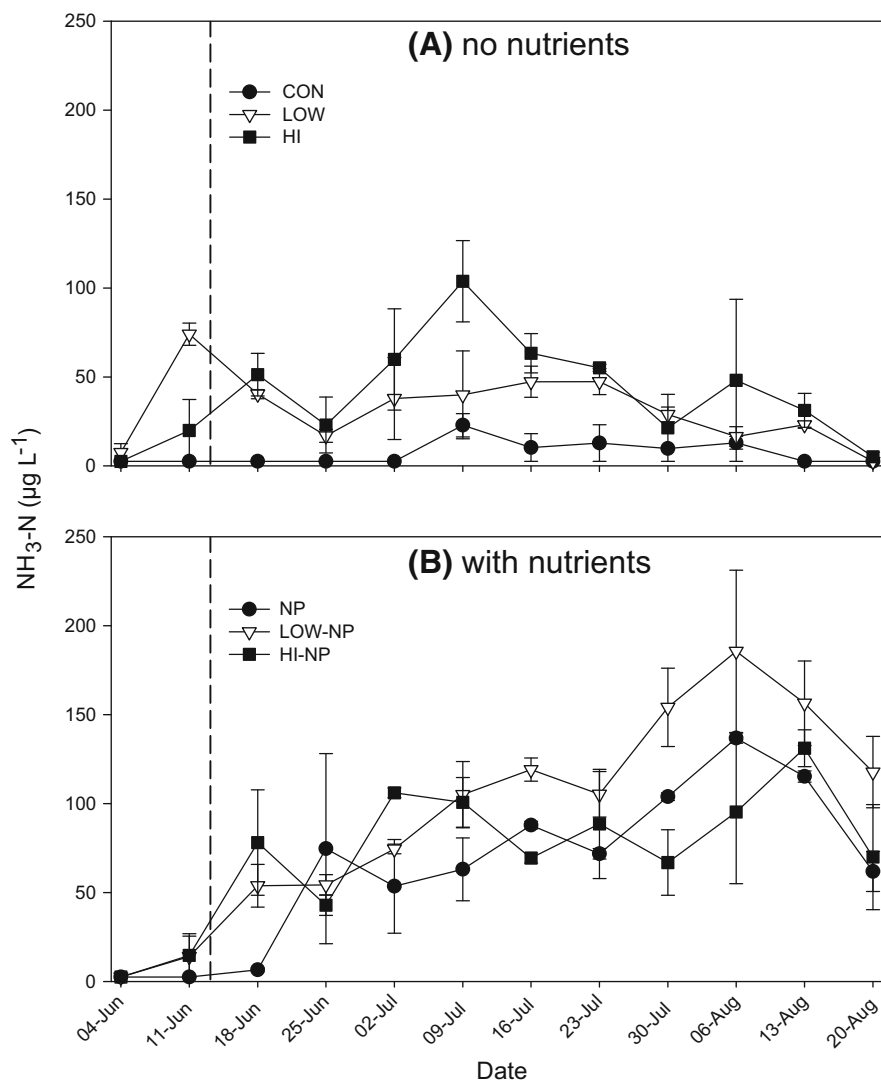 (A) no nutrients
CON
LOW
HI
250
200
150
100
50
0
NH3-N (µg L-1)
(B) with nutrients
NP
LOW-NP
HI-NP
250
200
150
100
50
0
04-Jun
11-Jun
18-Jun
25-Jun
02-Jul
09-Jul
16-Jul
23-Jul
30-Jul
06-Aug
13-Aug
20-Aug
Date